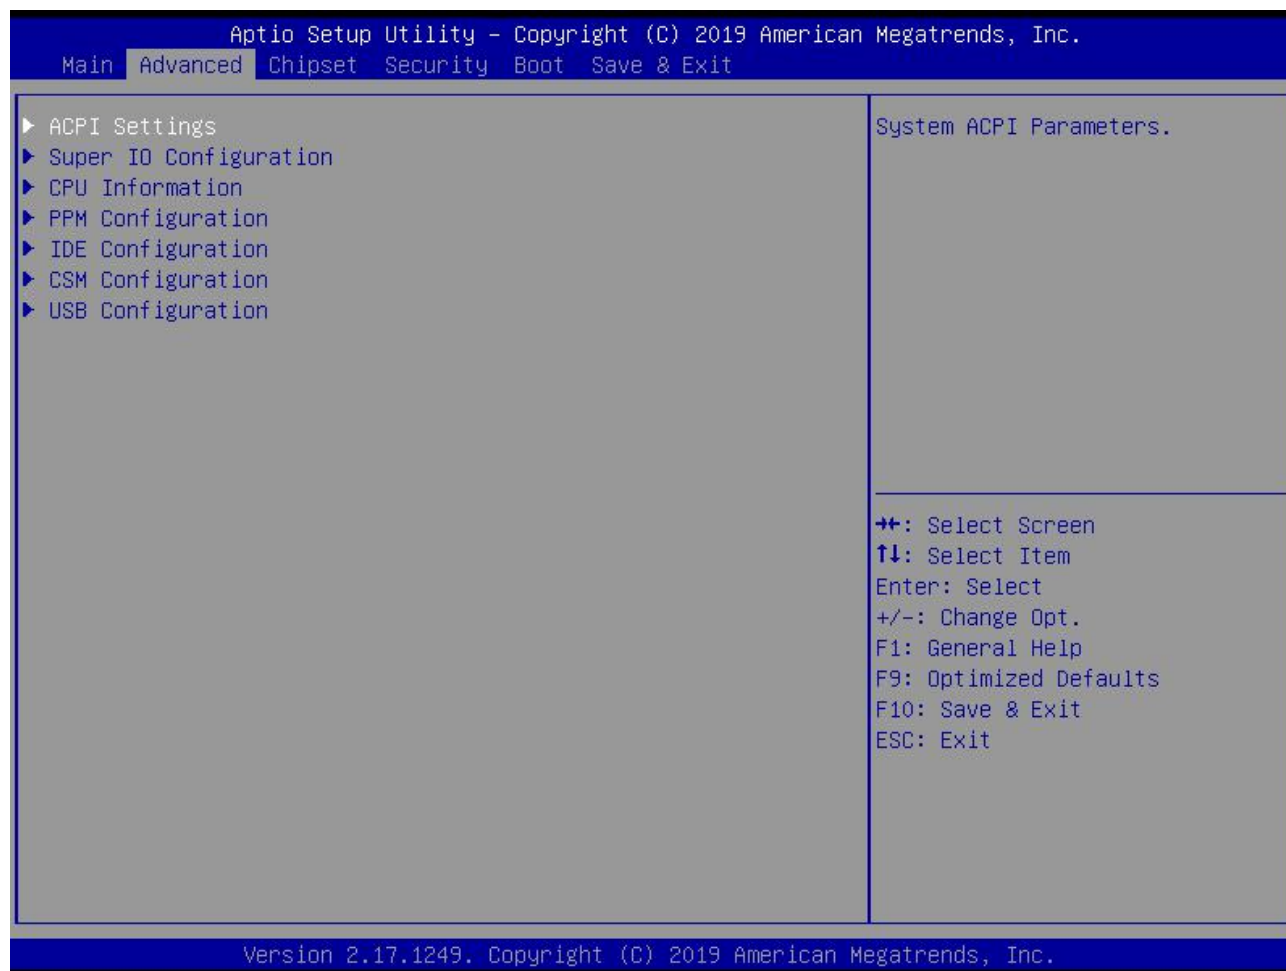 Aptio Setup Utility – Copyright (C) 2019 American Megatrends, Inc.
Main Advanced Chipset Security Boot Save & Exit
▶ ACPI Settings
▶ Super IO Configuration
▶ CPU Information
▶ PPM Configuration
▶ IDE Configuration
▶ CSM Configuration
▶ USB Configuration
System ACPI Parameters.
→←: Select Screen
↑↓: Select Item
Enter: Select
+/-: Change Opt.
F1: General Help
F9: Optimized Defaults
F10: Save & Exit
ESC: Exit
Version 2.17.1249. Copyright (C) 2019 American Megatrends, Inc.